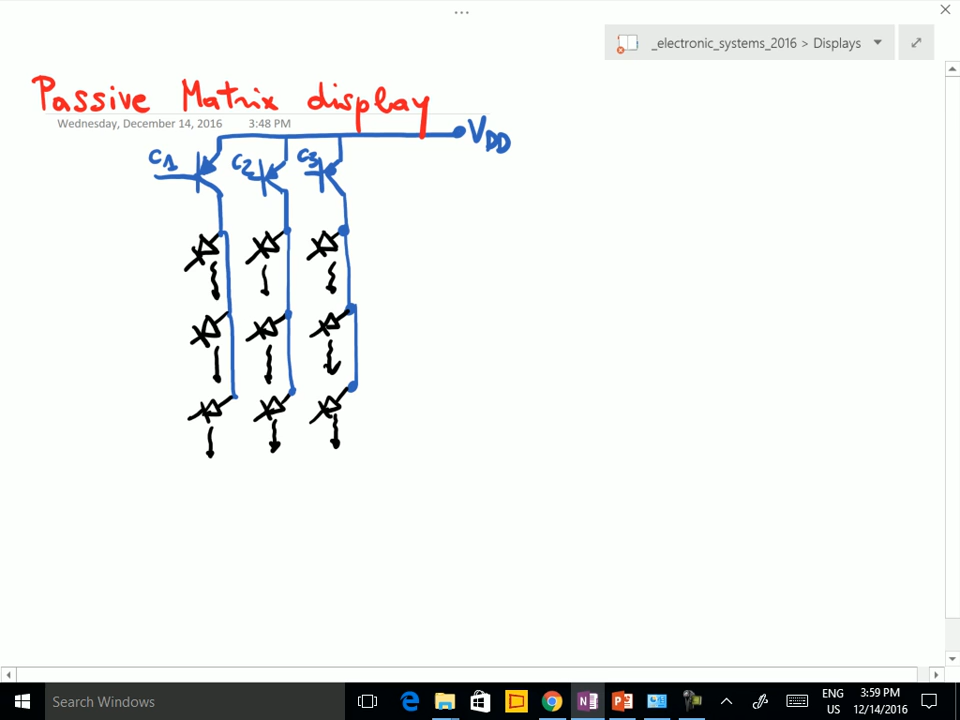 _electronic_systems_2016 > Displays
Passive Matrix display
Wednesday, December 14, 2016 3:48 PM
VDD
C1 C2 C3
Search Windows
ENG
US
3:59 PM
12/14/2016